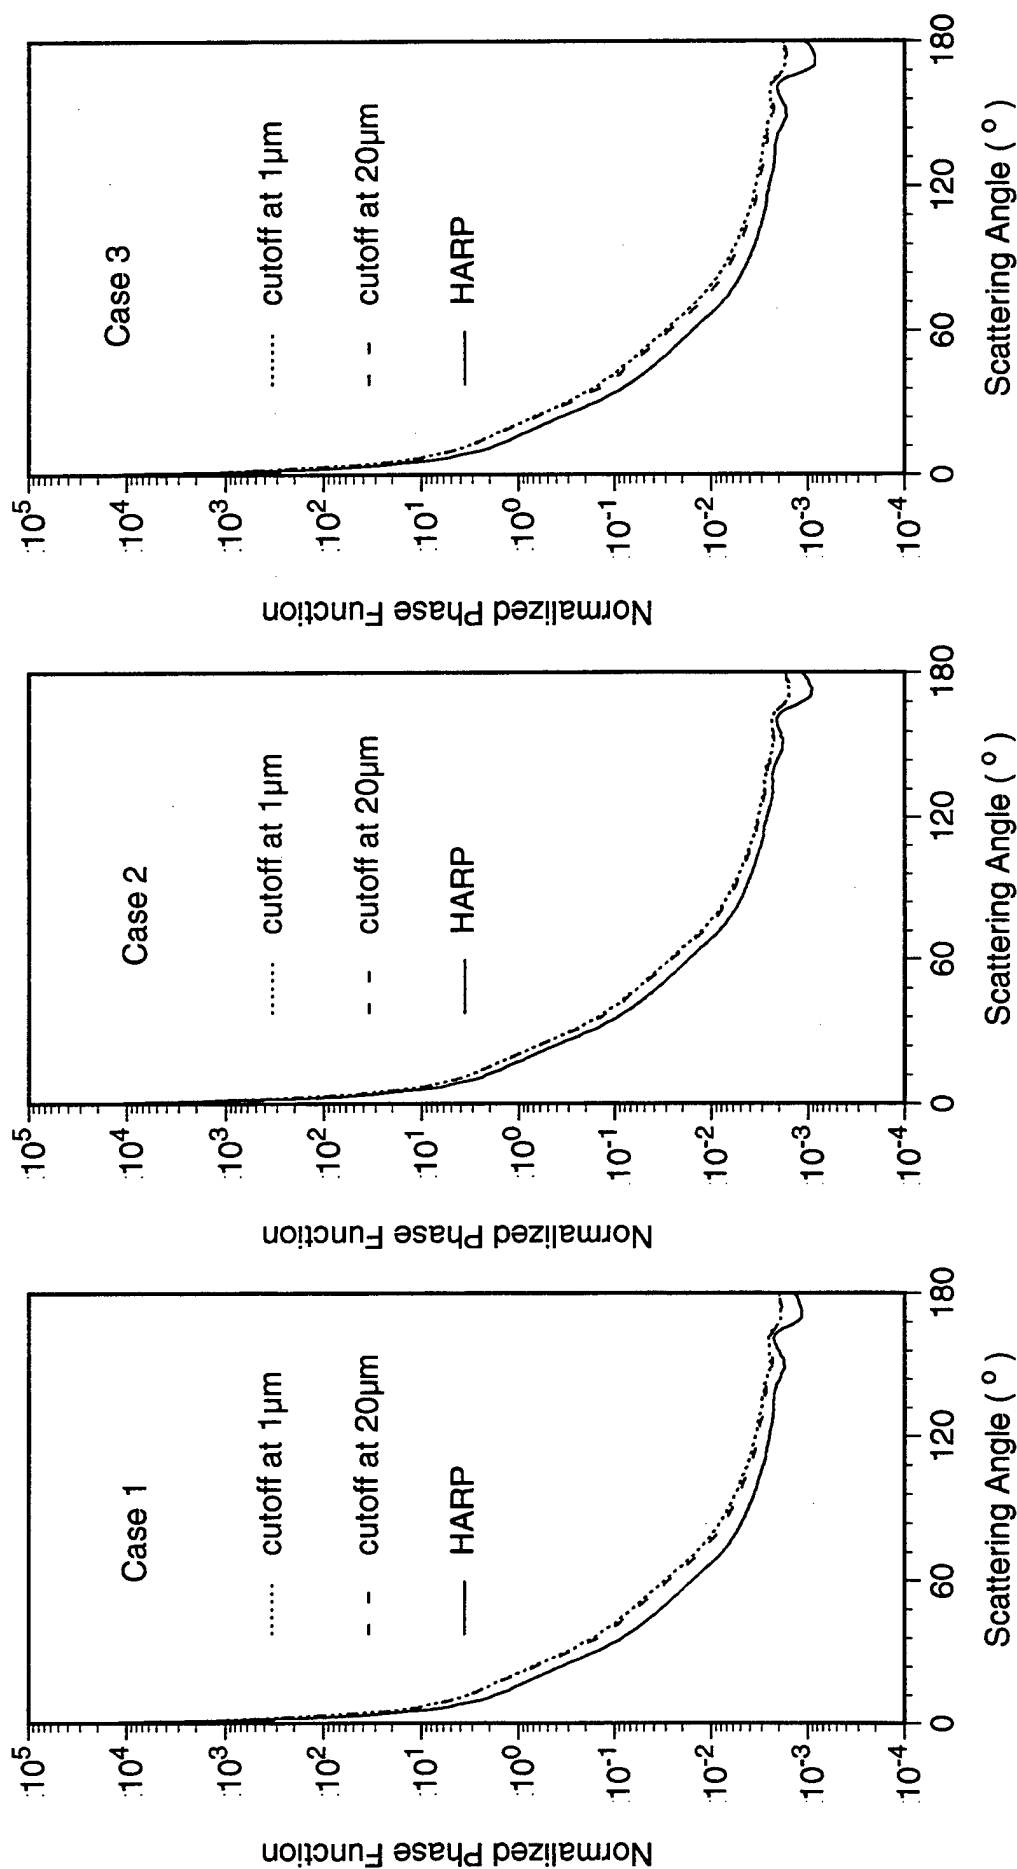 Case 1
cutoff at 1µm
cutoff at 20µm
HARP
Normalized Phase Function
10^5
10^4
10^3
10^2
10^1
10^0
10^-1
10^-2
10^-3
10^-4
0 60 120 180
Scattering Angle ( ° )
Case 2
cutoff at 1µm
cutoff at 20µm
HARP
Normalized Phase Function
10^5
10^4
10^3
10^2
10^1
10^0
10^-1
10^-2
10^-3
10^-4
0 60 120 180
Scattering Angle ( ° )
Case 3
cutoff at 1µm
cutoff at 20µm
HARP
Normalized Phase Function
10^5
10^4
10^3
10^2
10^1
10^0
10^-1
10^-2
10^-3
10^-4
0 60 120 180
Scattering Angle ( ° )